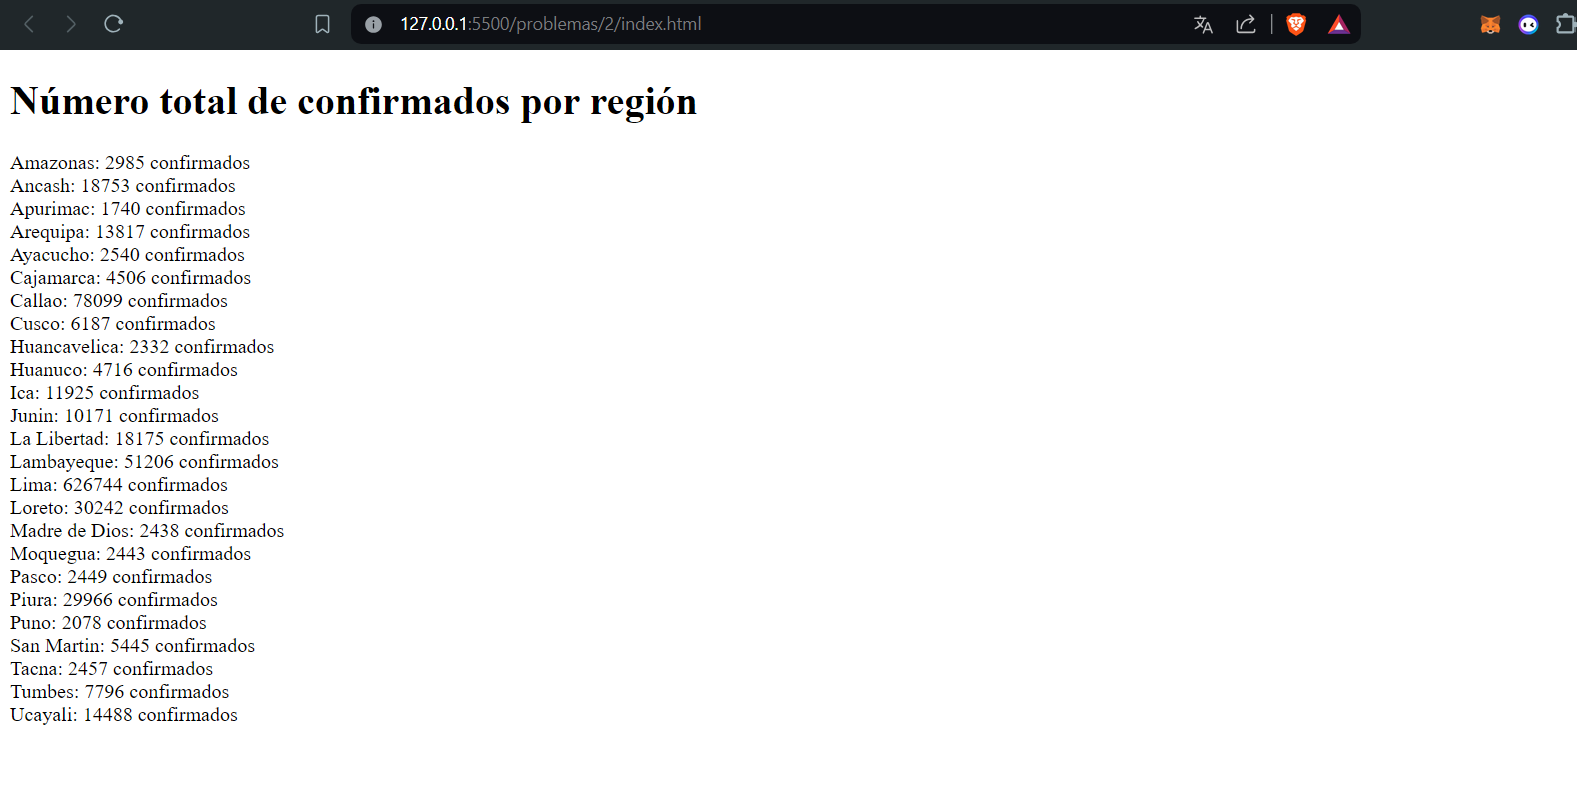 127.0.0.1:5500/problemas/2/index.html
Número total de confirmados por región
Amazonas: 2985 confirmados
Ancash: 18753 confirmados
Apurimac: 1740 confirmados
Arequipa: 13817 confirmados
Ayacucho: 2540 confirmados
Cajamarca: 4506 confirmados
Callao: 78099 confirmados
Cusco: 6187 confirmados
Huancavelica: 2332 confirmados
Huanuco: 4716 confirmados
Ica: 11925 confirmados
Junin: 10171 confirmados
La Libertad: 18175 confirmados
Lambayeque: 51206 confirmados
Lima: 626744 confirmados
Loreto: 30242 confirmados
Madre de Dios: 2438 confirmados
Moquegua: 2443 confirmados
Pasco: 2449 confirmados
Piura: 29966 confirmados
Puno: 2078 confirmados
San Martin: 5445 confirmados
Tacna: 2457 confirmados
Tumbes: 7796 confirmados
Ucayali: 14488 confirmados